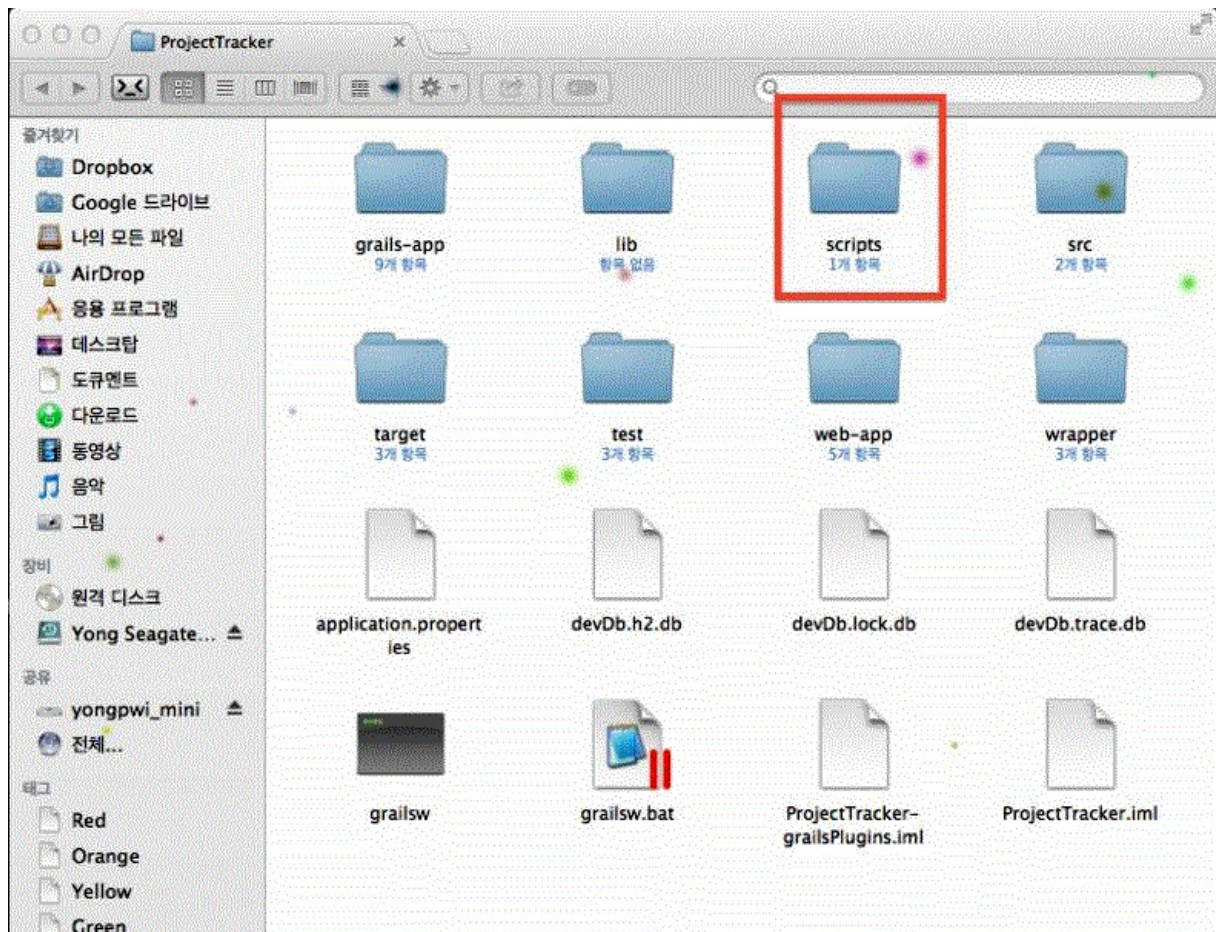 ProjectTracker
즐겨찾기
Dropbox
Google 드라이브
나의 모든 파일
AirDrop
응용 프로그램
데스크탑
도큐멘트
다운로드
동영상
음악
그림
장비
원격 디스크
Yong Seagate...
공유
yongpwi_mini
전체...
태그
Red
Orange
Yellow
Green
grails-app
9개 항목
lib
항목 없음
scripts
1개 항목
src
2개 항목
target
3개 항목
test
3개 항목
web-app
5개 항목
wrapper
3개 항목
application.propert
ies
devDb.h2.db
devDb.lock.db
devDb.trace.db
grailsw
grailsw.bat
ProjectTracker-
grailsPlugins.iml
ProjectTracker.iml